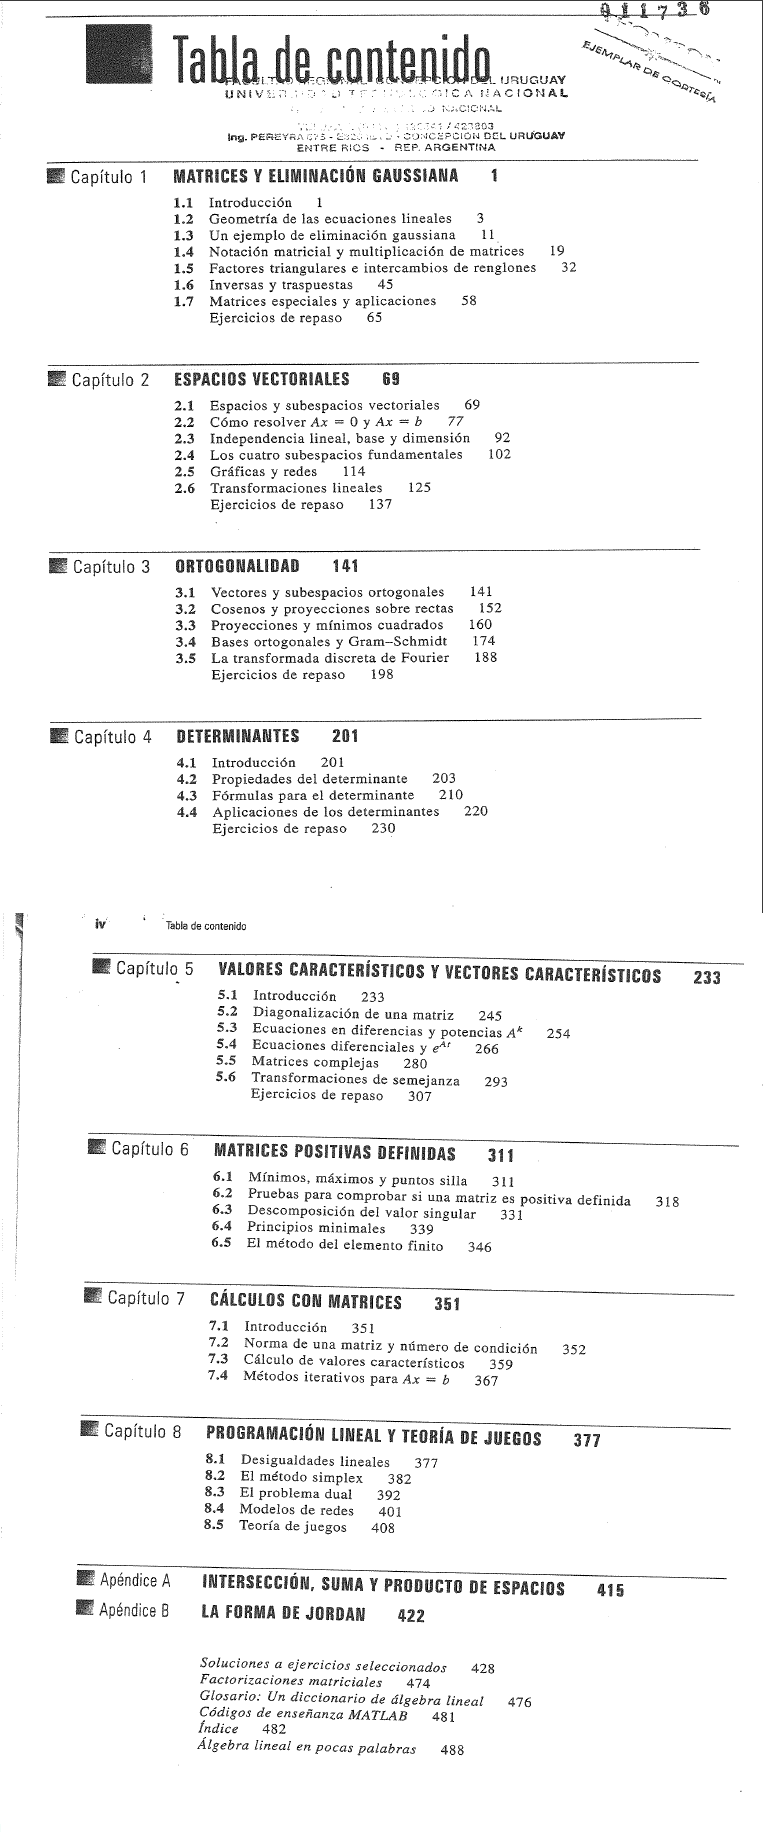 911736
EJEMPLAR DE CORTESÍA
Tabla de contenido
FACULTAD REGIONAL CONCEPCION DEL URUGUAY
UNIVERSIDAD TECNOLOGICA NACIONAL
NACIONAL
/ 423803
Ing. PEREYRA - CONCEPCION DEL URUGUAY
ENTRE RIOS - REP. ARGENTINA
Capítulo 1 MATRICES Y ELIMINACIÓN GAUSSIANA 1
1.1 Introducción 1
1.2 Geometría de las ecuaciones lineales 3
1.3 Un ejemplo de eliminación gaussiana 11
1.4 Notación matricial y multiplicación de matrices 19
1.5 Factores triangulares e intercambios de renglones 32
1.6 Inversas y traspuestas 45
1.7 Matrices especiales y aplicaciones 58
Ejercicios de repaso 65
Capítulo 2 ESPACIOS VECTORIALES 69
2.1 Espacios y subespacios vectoriales 69
2.2 Cómo resolver Ax = 0 y Ax = b 77
2.3 Independencia lineal, base y dimensión 92
2.4 Los cuatro subespacios fundamentales 102
2.5 Gráficas y redes 114
2.6 Transformaciones lineales 125
Ejercicios de repaso 137
Capítulo 3 ORTOGONALIDAD 141
3.1 Vectores y subespacios ortogonales 141
3.2 Cosenos y proyecciones sobre rectas 152
3.3 Proyecciones y mínimos cuadrados 160
3.4 Bases ortogonales y Gram–Schmidt 174
3.5 La transformada discreta de Fourier 188
Ejercicios de repaso 198
Capítulo 4 DETERMINANTES 201
4.1 Introducción 201
4.2 Propiedades del determinante 203
4.3 Fórmulas para el determinante 210
4.4 Aplicaciones de los determinantes 220
Ejercicios de repaso 230
iv Tabla de contenido
Capítulo 5 VALORES CARACTERÍSTICOS Y VECTORES CARACTERÍSTICOS 233
5.1 Introducción 233
5.2 Diagonalización de una matriz 245
5.3 Ecuaciones en diferencias y potencias A^k 254
5.4 Ecuaciones diferenciales y e^At 266
5.5 Matrices complejas 280
5.6 Transformaciones de semejanza 293
Ejercicios de repaso 307
Capítulo 6 MATRICES POSITIVAS DEFINIDAS 311
6.1 Mínimos, máximos y puntos silla 311
6.2 Pruebas para comprobar si una matriz es positiva definida 318
6.3 Descomposición del valor singular 331
6.4 Principios minimales 339
6.5 El método del elemento finito 346
Capítulo 7 CÁLCULOS CON MATRICES 351
7.1 Introducción 351
7.2 Norma de una matriz y número de condición 352
7.3 Cálculo de valores característicos 359
7.4 Métodos iterativos para Ax = b 367
Capítulo 8 PROGRAMACIÓN LINEAL Y TEORÍA DE JUEGOS 377
8.1 Desigualdades lineales 377
8.2 El método simplex 382
8.3 El problema dual 392
8.4 Modelos de redes 401
8.5 Teoría de juegos 408
Apéndice A INTERSECCIÓN, SUMA Y PRODUCTO DE ESPACIOS 415
Apéndice B LA FORMA DE JORDAN 422
Soluciones a ejercicios seleccionados 428
Factorizaciones matriciales 474
Glosario: Un diccionario de álgebra lineal 476
Códigos de enseñanza MATLAB 481
Índice 482
Álgebra lineal en pocas palabras 488